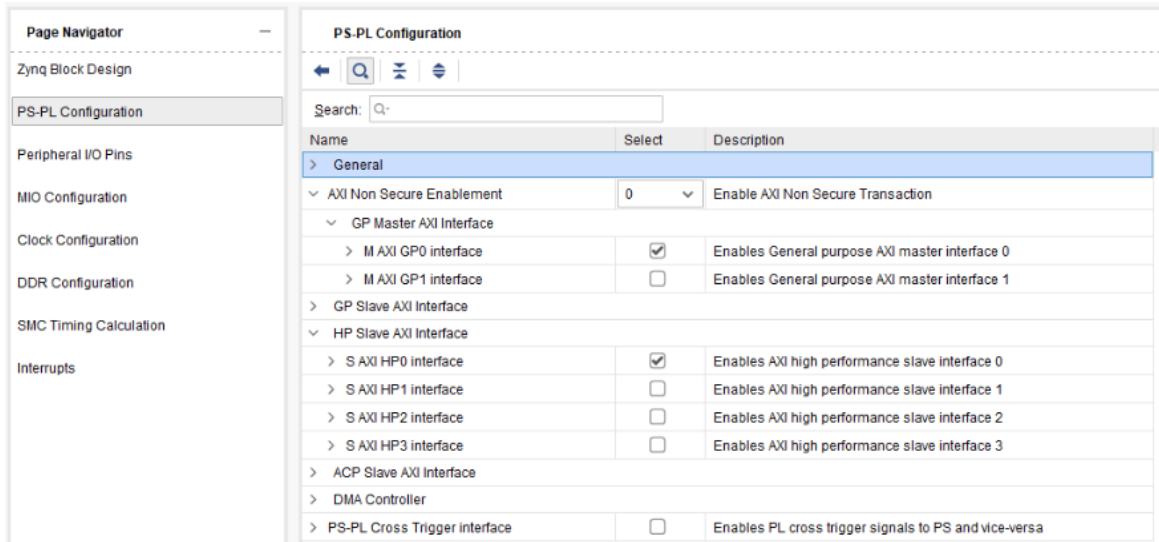 Page Navigator
Zynq Block Design
PS-PL Configuration
Peripheral I/O Pins
MIO Configuration
Clock Configuration
DDR Configuration
SMC Timing Calculation
Interrupts
PS-PL Configuration
Search:
Name Select Description
General
AXI Non Secure Enablement 0 Enable AXI Non Secure Transaction
GP Master AXI Interface
M AXI GP0 interface Enables General purpose AXI master interface 0
M AXI GP1 interface Enables General purpose AXI master interface 1
GP Slave AXI Interface
HP Slave AXI Interface
S AXI HP0 interface Enables AXI high performance slave interface 0
S AXI HP1 interface Enables AXI high performance slave interface 1
S AXI HP2 interface Enables AXI high performance slave interface 2
S AXI HP3 interface Enables AXI high performance slave interface 3
ACP Slave AXI Interface
DMA Controller
PS-PL Cross Trigger interface Enables PL cross trigger signals to PS and vice-versa